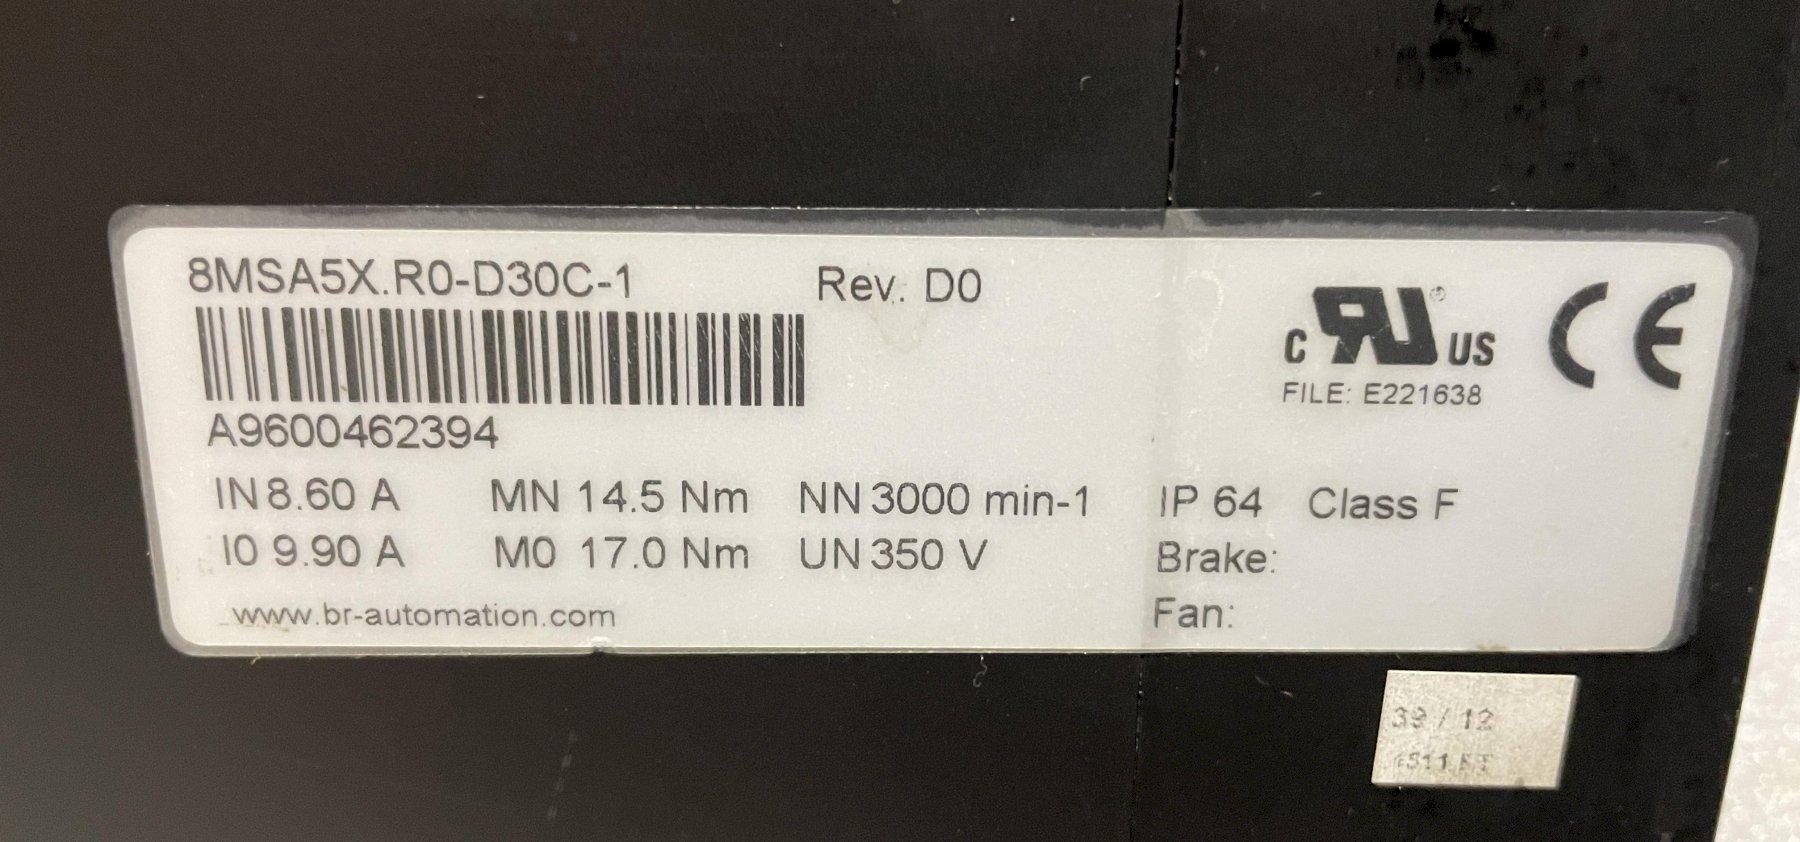 8MSA5X.R0-D30C-1 Rev. D0
A9600462394
c RU ® US CE
FILE: E221638
IN 8.60 A MN 14.5 Nm NN 3000 min-1 IP 64 Class F
I0 9.90 A M0 17.0 Nm UN 350 V Brake:
www.br-automation.com Fan:
39 / 12